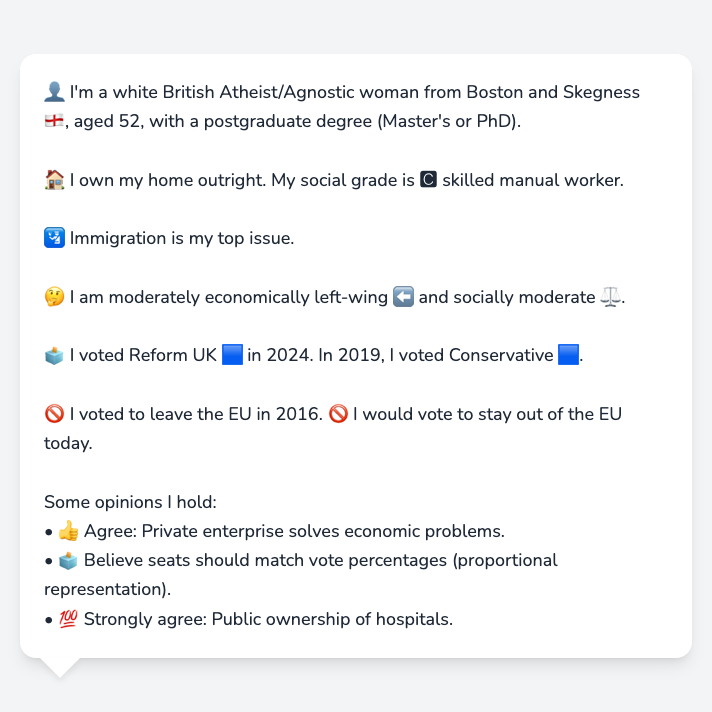 👤 I'm a white British Atheist/Agnostic woman from Boston and Skegness
🏴󠁧󠁢󠁥󠁮󠁧󠁿, aged 52, with a postgraduate degree (Master's or PhD).
🏠 I own my home outright. My social grade is 🅲 skilled manual worker.
🛂 Immigration is my top issue.
🤔 I am moderately economically left-wing ⬅️ and socially moderate ⚖️.
🗳️ I voted Reform UK 🟦 in 2024. In 2019, I voted Conservative 🟦.
🚫 I voted to leave the EU in 2016. 🚫 I would vote to stay out of the EU
today.
Some opinions I hold:
• 👍 Agree: Private enterprise solves economic problems.
• 🗳️ Believe seats should match vote percentages (proportional
representation).
• 💯 Strongly agree: Public ownership of hospitals.